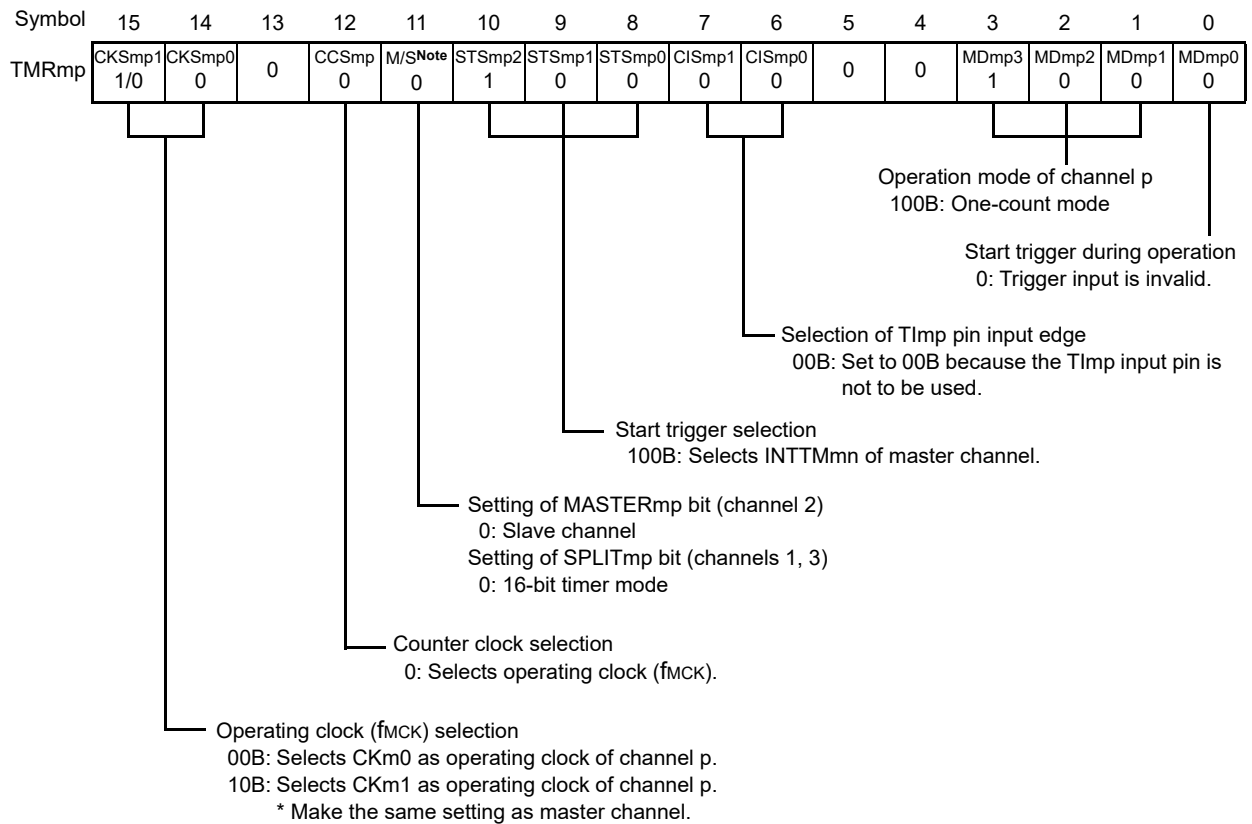 Symbol 15 14 13 12 11 10 9 8 7 6 5 4 3 2 1 0
TMRmp CKSmp1 CKSmp0 CCSmp M/SNote STSmp2 STSmp1 STSmp0 CISmp1 CISmp0 MDmp3 MDmp2 MDmp1 MDmp0
1/0 0 0 0 0 1 0 0 0 0 0 0 1 0 0 0
Operation mode of channel p
100B: One-count mode
Start trigger during operation
0: Trigger input is invalid.
Selection of TImp pin input edge
00B: Set to 00B because the TImp input pin is
not to be used.
Start trigger selection
100B: Selects INTTMmn of master channel.
Setting of MASTERmp bit (channel 2)
0: Slave channel
Setting of SPLITmp bit (channels 1, 3)
0: 16-bit timer mode
Counter clock selection
0: Selects operating clock (fMCK).
Operating clock (fMCK) selection
00B: Selects CKm0 as operating clock of channel p.
10B: Selects CKm1 as operating clock of channel p.
* Make the same setting as master channel.